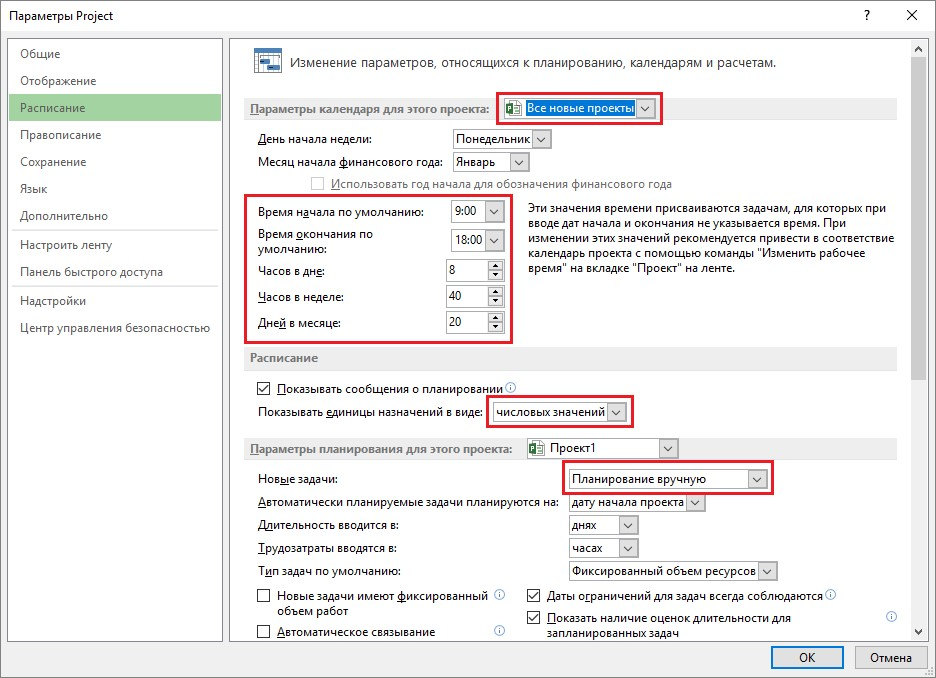 Параметры Project
?
Общие
Отображение
Расписание
Правописание
Сохранение
Язык
Дополнительно
Настроить ленту
Панель быстрого доступа
Надстройки
Центр управления безопасностью
Изменение параметров, относящихся к планированию, календарям и расчетам.
Параметры календаря для этого проекта: Все новые проекты
День начала недели: Понедельник
Месяц начала финансового года: Январь
Использовать год начала для обозначения финансового года
Время начала по умолчанию: 9:00
Время окончания по
умолчанию: 18:00
Часов в дне: 8
Часов в неделе: 40
Дней в месяце: 20
Эти значения времени присваиваются задачам, для которых при
вводе дат начала и окончания не указывается время. При
изменении этих значений рекомендуется привести в соответствие
календарь проекта с помощью команды "Изменить рабочее
время" на вкладке "Проект" на ленте.
Расписание
Показывать сообщения о планировании
Показывать единицы назначений в виде: числовых значений
Параметры планирования для этого проекта: Проект1
Новые задачи: Планирование вручную
Автоматически планируемые задачи планируются на: дату начала проекта
Длительность вводится в: днях
Трудозатраты вводятся в: часах
Тип задач по умолчанию: Фиксированный объем ресурсов
Новые задачи имеют фиксированный
объем работ
Автоматическое связывание
Даты ограничений для задач всегда соблюдаются
Показать наличие оценок длительности для
запланированных задач
ОК
Отмена